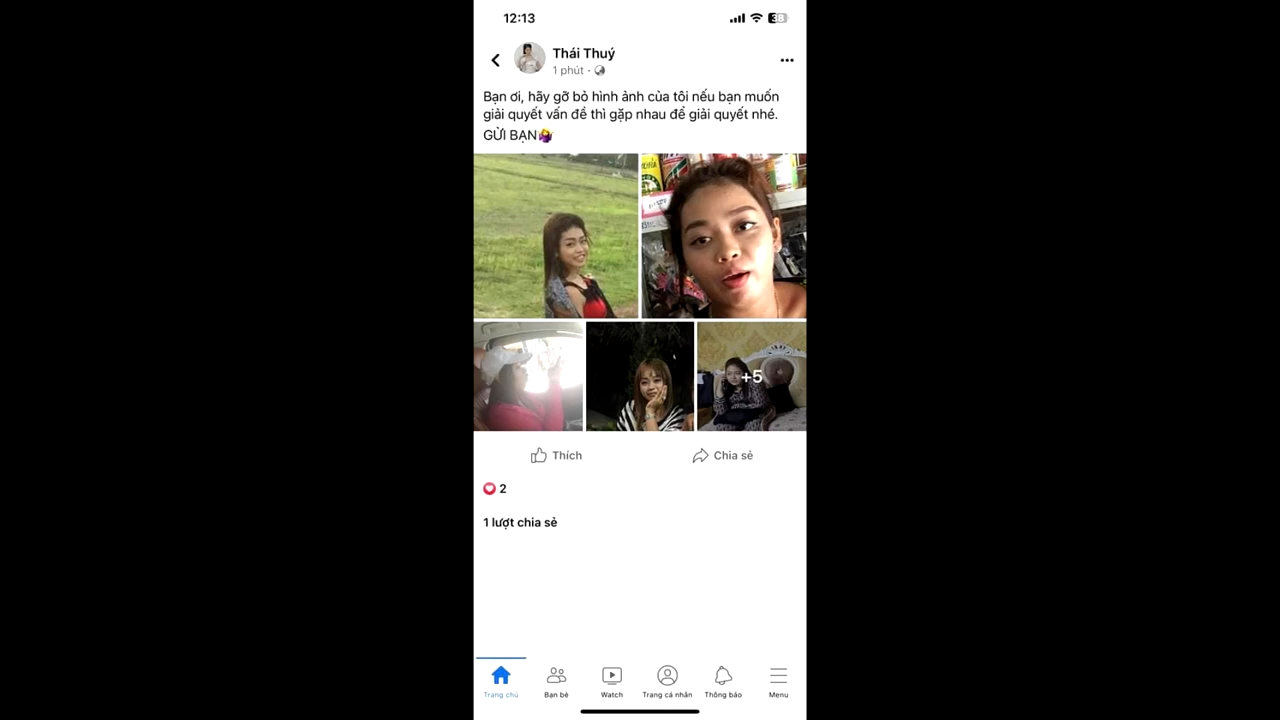 12:13
38
Thái Thuý
1 phút ·
Bạn ơi, hãy gỡ bỏ hình ảnh của tôi nếu bạn muốn
giải quyết vấn đề thì gặp nhau để giải quyết nhé.
GỬI BẠN🤷‍♀️
+5
Thích
Chia sẻ
2
1 lượt chia sẻ
Trang chủ
Bạn bè
Watch
Trang cá nhân
Thông báo
Menu